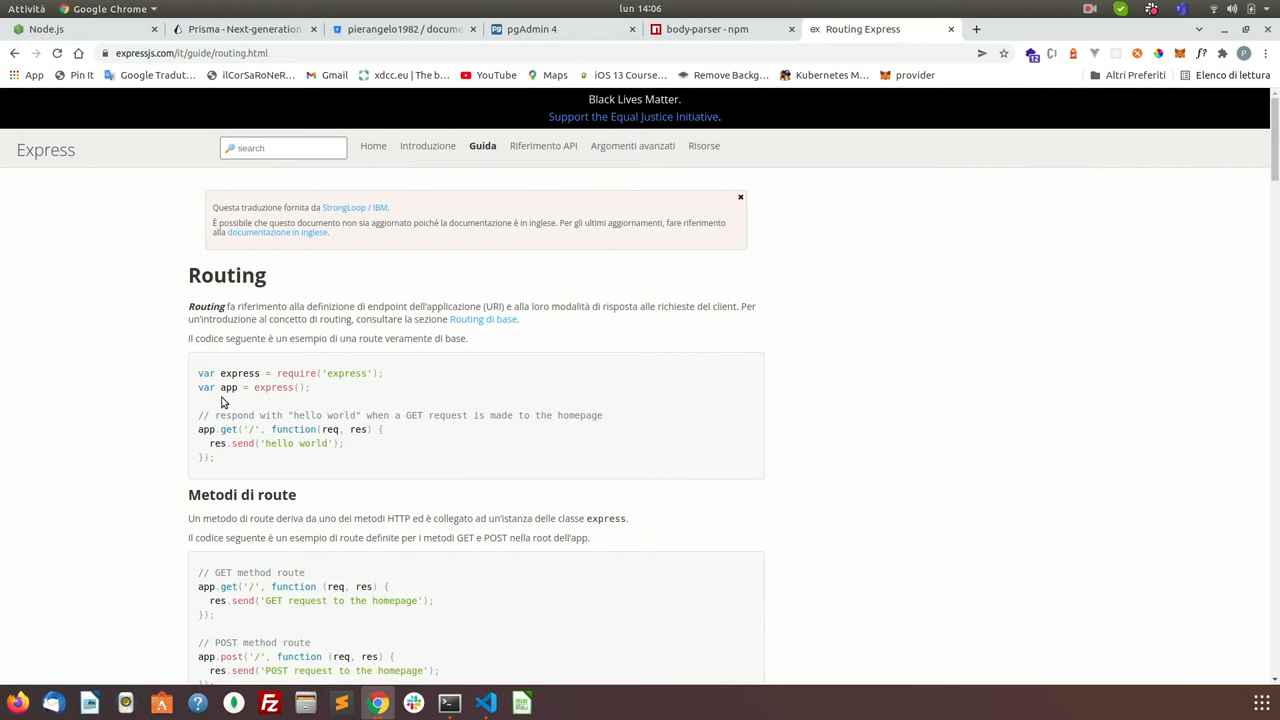 Attività
Google Chrome
lun 14:06
Node.js
Prisma - Next-generation
pierangelo1982 / docume
pgAdmin 4
body-parser - npm
ex Routing Express
expressjs.com/it/guide/routing.html
12
P
App
Pin It
Google Tradut...
ilCorSaRoNeR...
Gmail
xdcc.eu | The b...
YouTube
Maps
iOS 13 Course...
Remove Backg...
Kubernetes M...
provider
Altri Preferiti
Elenco di lettura
Black Lives Matter.
Support the Equal Justice Initiative.
Express
search
Home
Introduzione
Guida
Riferimento API
Argomenti avanzati
Risorse
Questa traduzione fornita da StrongLoop / IBM.
È possibile che questo documento non sia aggiornato poiché la documentazione è in inglese. Per gli ultimi aggiornamenti, fare riferimento
alla documentazione in inglese.
Routing
Routing fa riferimento alla definizione di endpoint dell'applicazione (URI) e alla loro modalità di risposta alle richieste del client. Per
un'introduzione al concetto di routing, consultare la sezione Routing di base.
Il codice seguente è un esempio di una route veramente di base.
var express = require('express');
var app = express();
// respond with "hello world" when a GET request is made to the homepage
app.get('/', function(req, res) {
res.send('hello world');
});
Metodi di route
Un metodo di route deriva da uno dei metodi HTTP ed è collegato ad un'istanza delle classe express.
Il codice seguente è un esempio di route definite per i metodi GET e POST nella root dell'app.
// GET method route
app.get('/', function (req, res) {
res.send('GET request to the homepage');
});
// POST method route
app.post('/', function (req, res) {
res.send('POST request to the homepage');